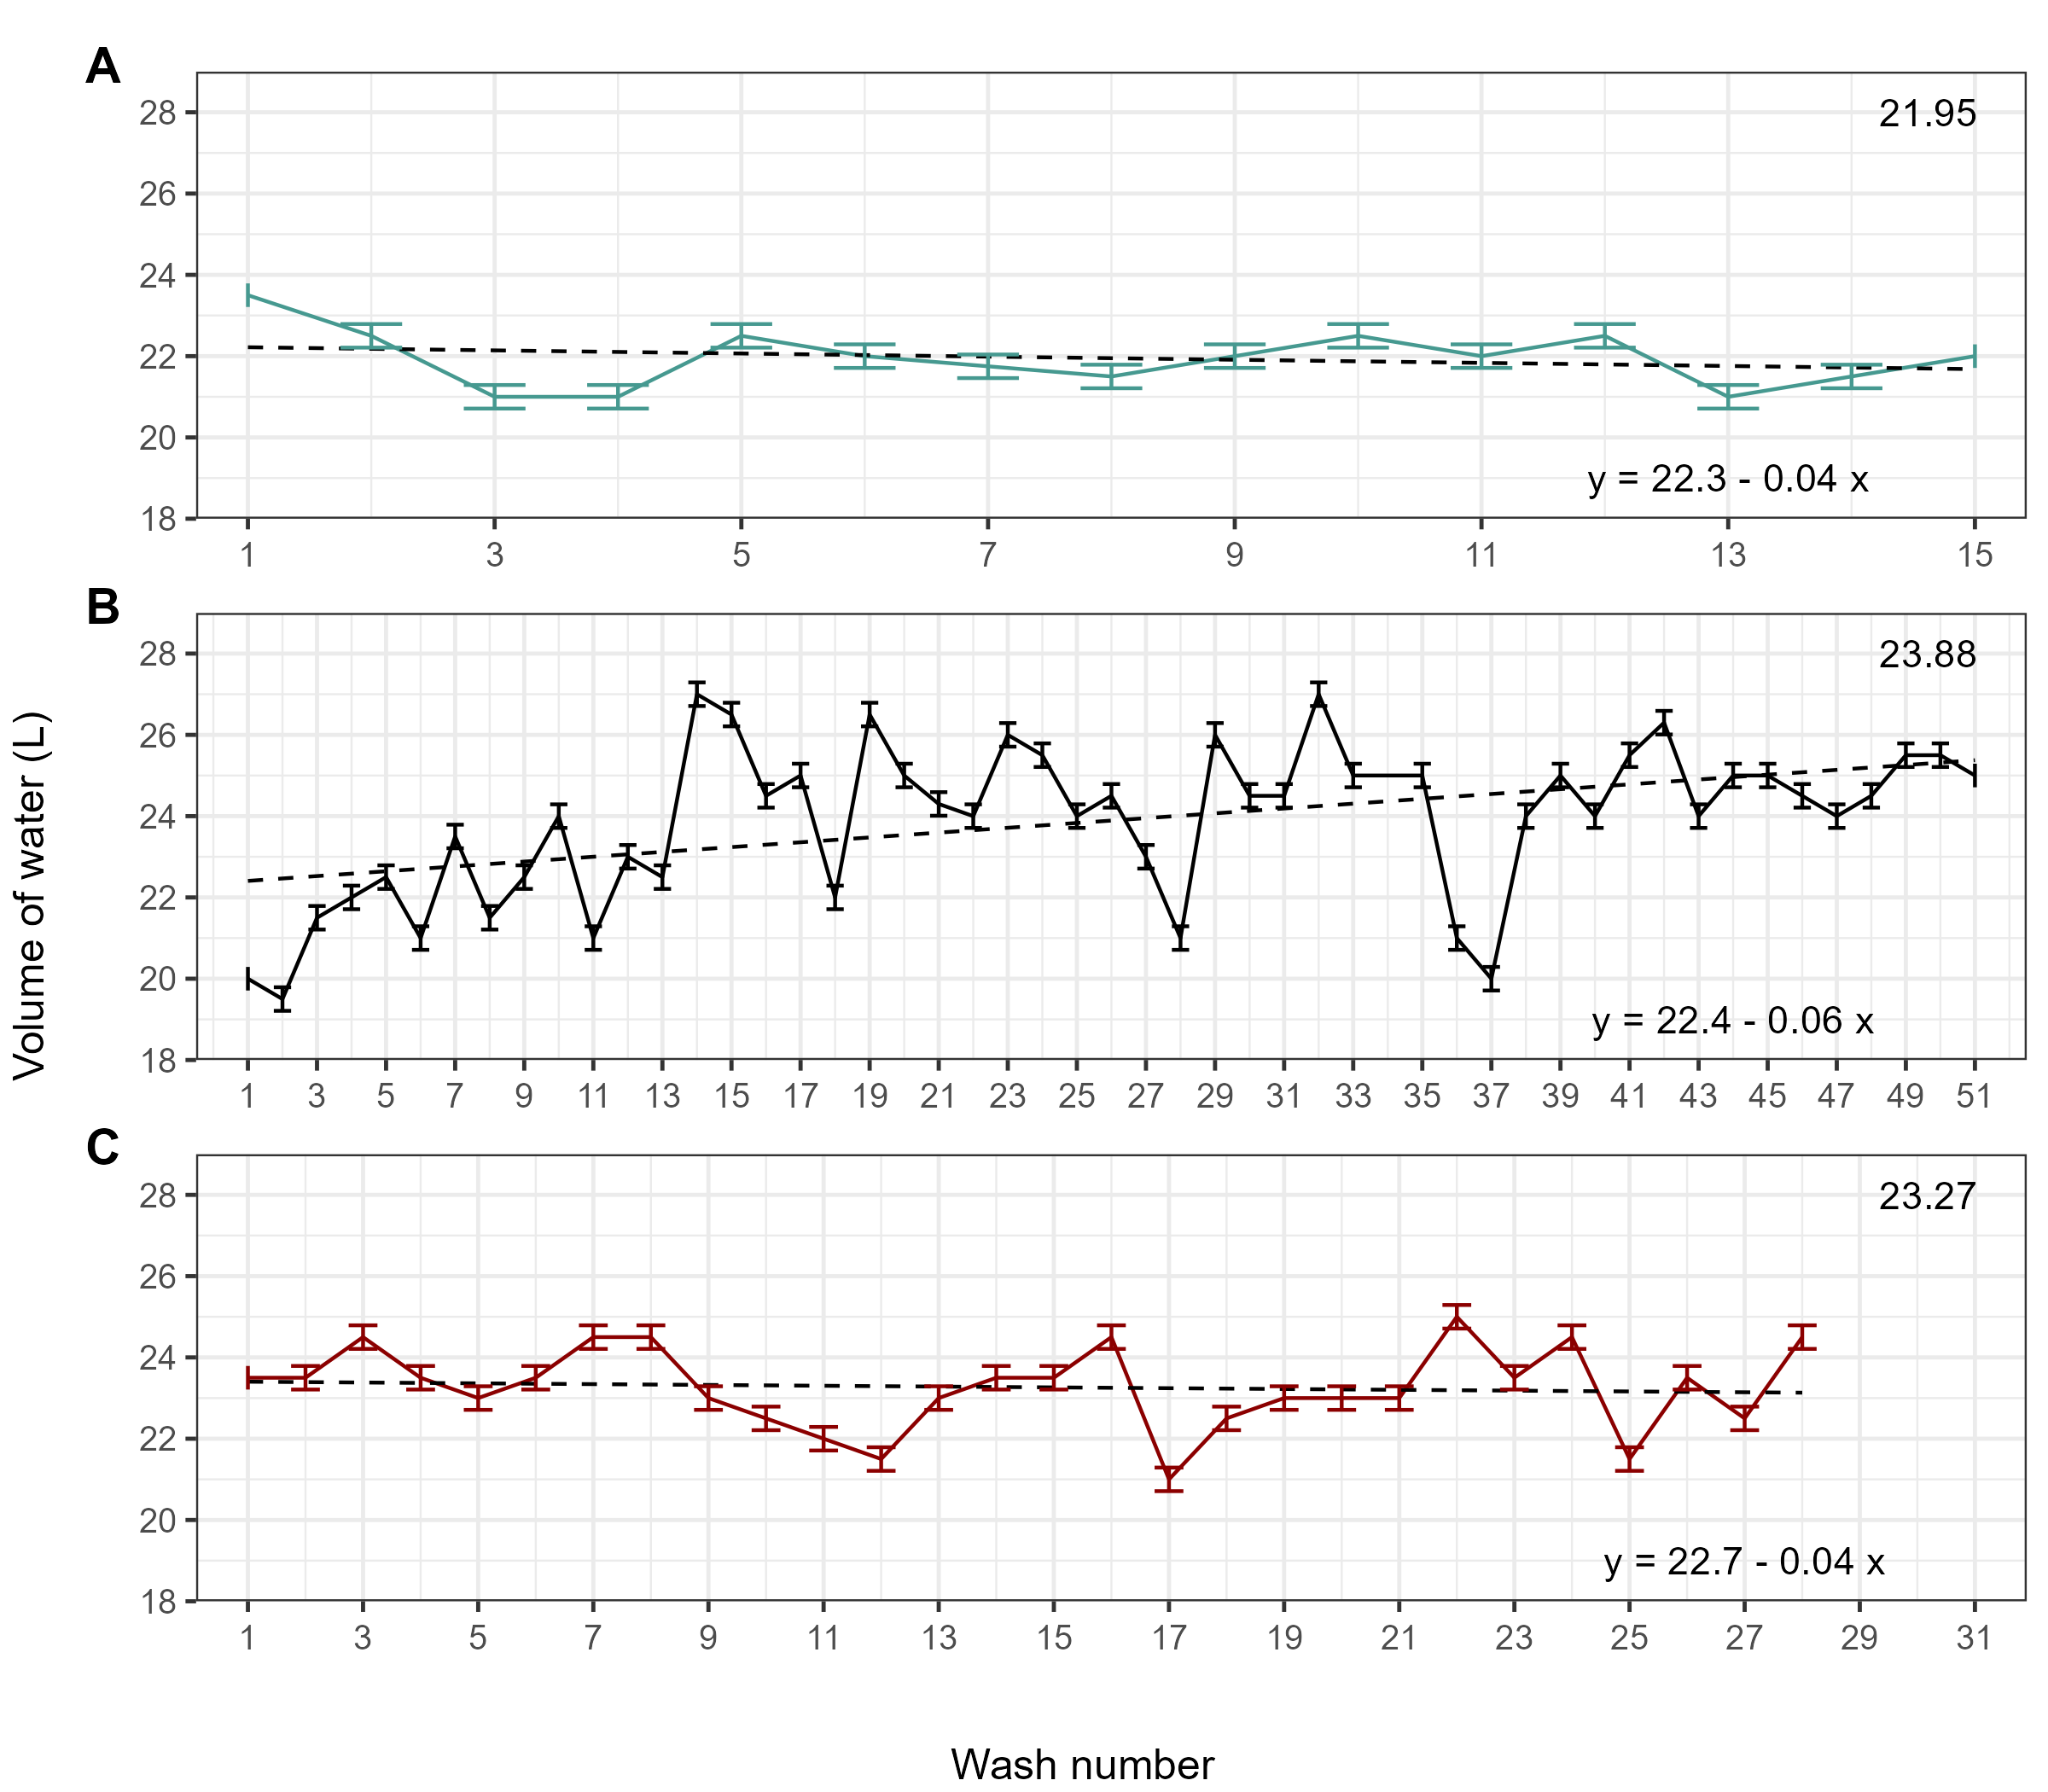 A
28
21.95
26
24
22
20
y = 22.3 - 0.04 x
18
1 3 5 7 9 11 13 15
B
28
23.88
26
24
22
20
y = 22.4 - 0.06 x
18
1 3 5 7 9 11 13 15 17 19 21 23 25 27 29 31 33 35 37 39 41 43 45 47 49 51
Volume of water (L)
C
28
23.27
26
24
22
20
y = 22.7 - 0.04 x
18
1 3 5 7 9 11 13 15 17 19 21 23 25 27 29 31
Wash number